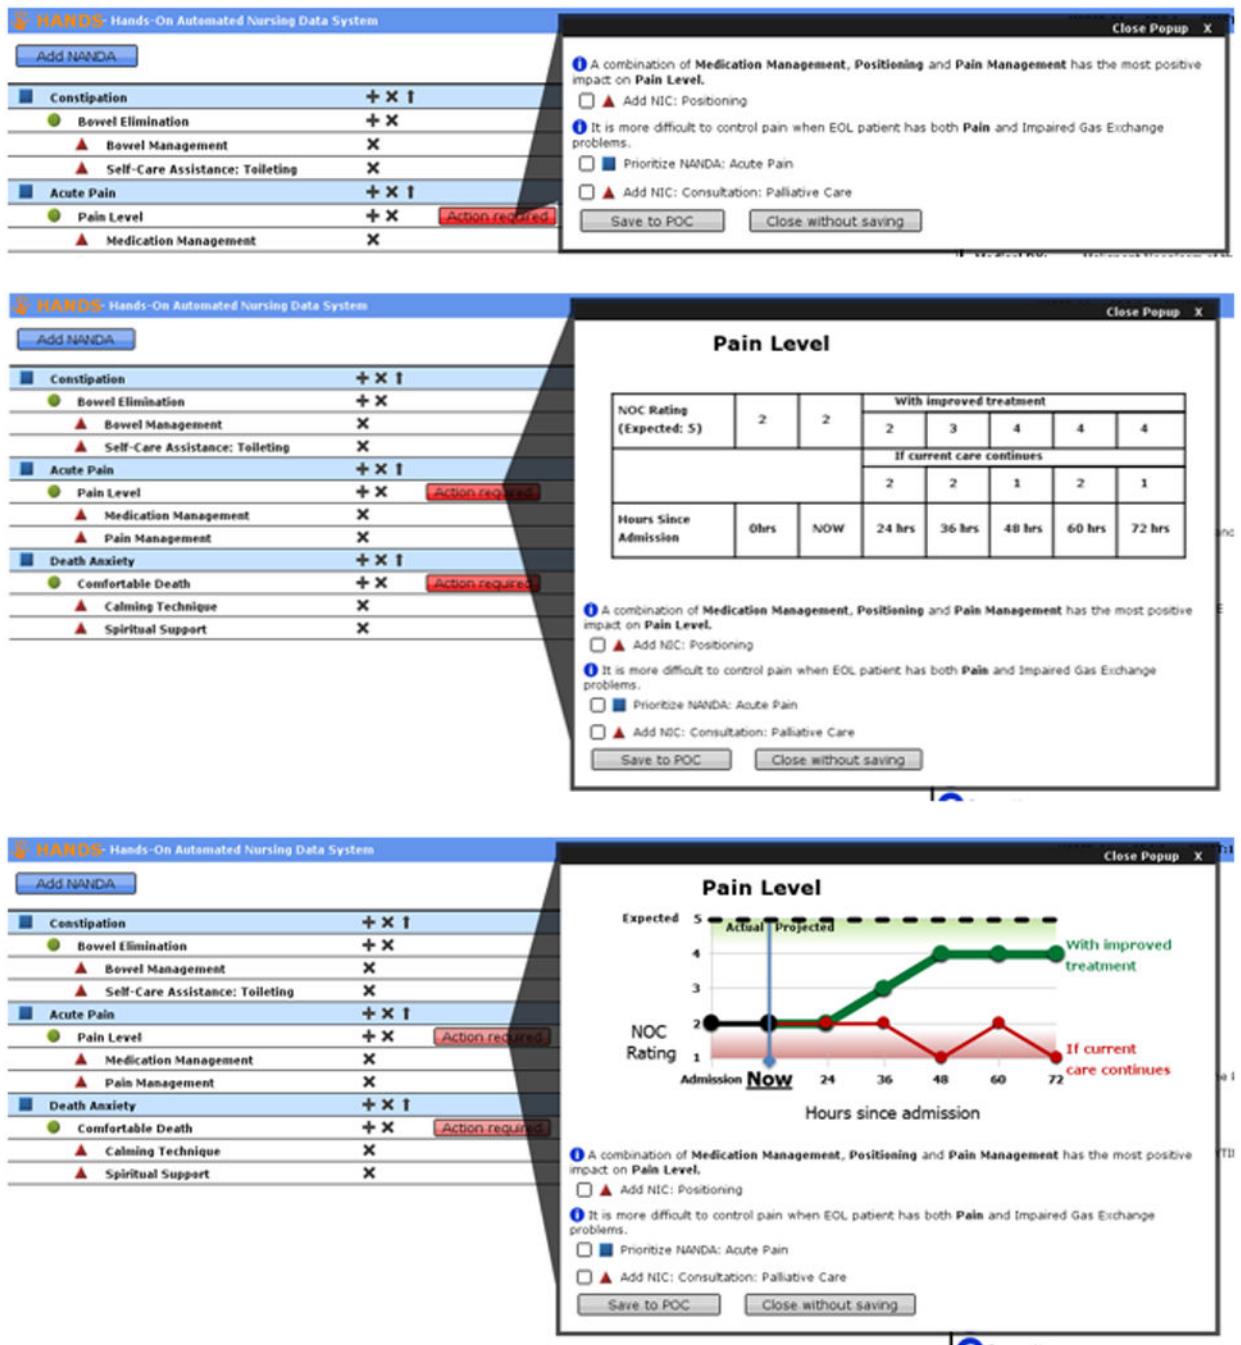 HANDS - Hands-On Automated Nursing Data System
Close Popup X
Add NANDA
A combination of Medication Management, Positioning and Pain Management has the most positive
impact on Pain Level.
Add NIC: Positioning
It is more difficult to control pain when EOL patient has both Pain and Impaired Gas Exchange
problems.
Prioritize NANDA: Acute Pain
Add NIC: Consultation: Palliative Care
Save to POC Close without saving
Constipation
Bowel Elimination
Bowel Management
Self-Care Assistance: Toileting
Acute Pain
Pain Level Action required
Medication Management
HANDS - Hands-On Automated Nursing Data System
Close Popup X
Add NANDA
Constipation
Bowel Elimination
Bowel Management
Self-Care Assistance: Toileting
Acute Pain
Pain Level Action required
Medication Management
Pain Management
Death Anxiety
Comfortable Death Action required
Calming Technique
Spiritual Support
Pain Level
NOC Rating
(Expected: 5)
2 2
With improved treatment
2 3 4 4 4
If current care continues
2 2 1 2 1
Hours Since
Admission
0hrs NOW 24 hrs 36 hrs 48 hrs 60 hrs 72 hrs
A combination of Medication Management, Positioning and Pain Management has the most positive
impact on Pain Level.
Add NIC: Positioning
It is more difficult to control pain when EOL patient has both Pain and Impaired Gas Exchange
problems.
Prioritize NANDA: Acute Pain
Add NIC: Consultation: Palliative Care
Save to POC Close without saving
HANDS - Hands-On Automated Nursing Data System
Close Popup X
Add NANDA
Constipation
Bowel Elimination
Bowel Management
Self-Care Assistance: Toileting
Acute Pain
Pain Level Action required
Medication Management
Pain Management
Death Anxiety
Comfortable Death Action required
Calming Technique
Spiritual Support
Pain Level
Expected 5
Actual Projected
4
3
2
1
NOC
Rating
With improved
treatment
If current
care continues
Admission Now 24 36 48 60 72
Hours since admission
A combination of Medication Management, Positioning and Pain Management has the most positive
impact on Pain Level.
Add NIC: Positioning
It is more difficult to control pain when EOL patient has both Pain and Impaired Gas Exchange
problems.
Prioritize NANDA: Acute Pain
Add NIC: Consultation: Palliative Care
Save to POC Close without saving